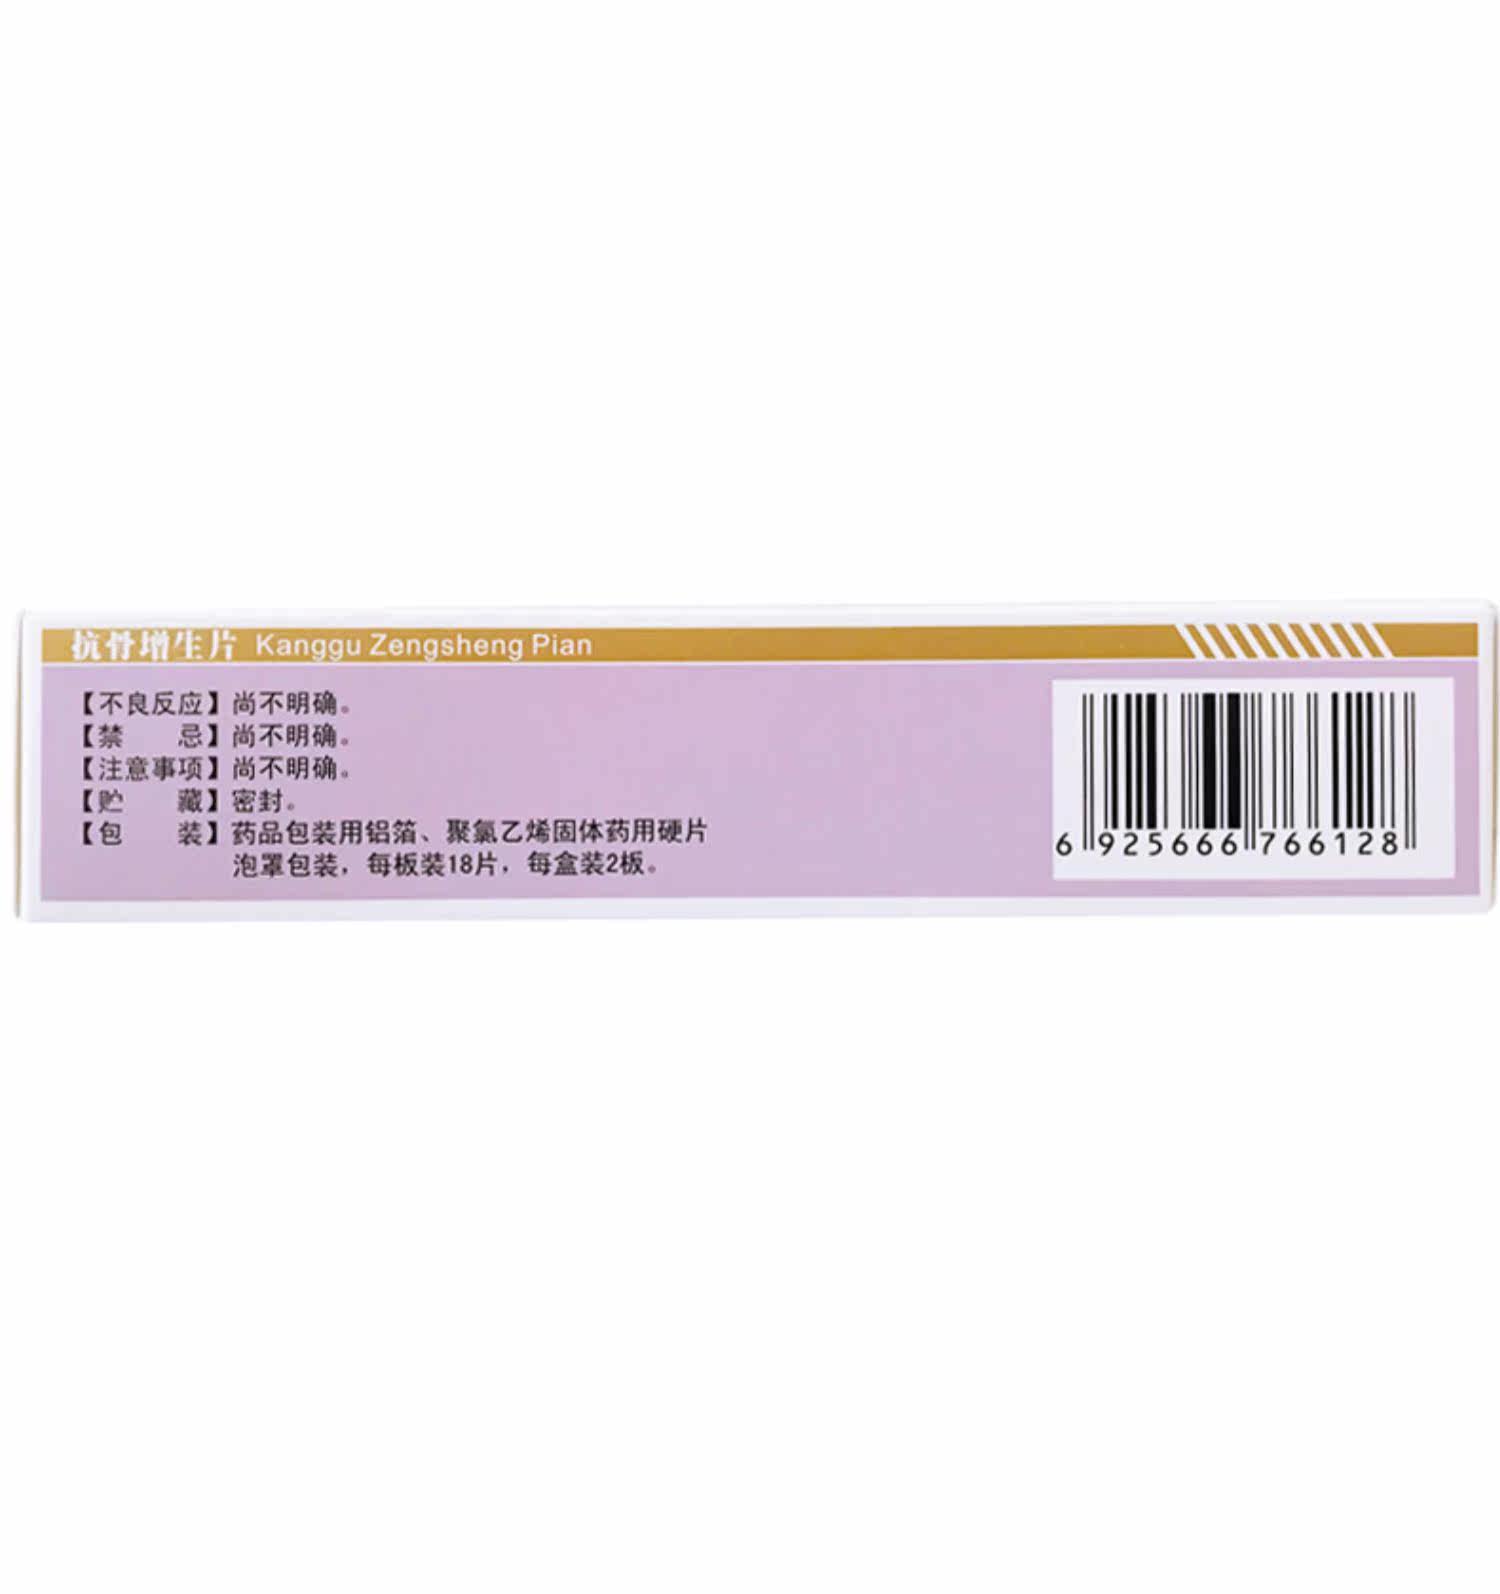 抗骨增生片 Kanggu Zengsheng Pian
【不良反应】尚不明确。
【禁 忌】尚不明确。
【注意事项】尚不明确。
【贮 藏】密封。
【包 装】药品包装用铝箔、聚氯乙烯固体药用硬片
泡罩包装，每板装18片，每盒装2板。
6 925666 766128